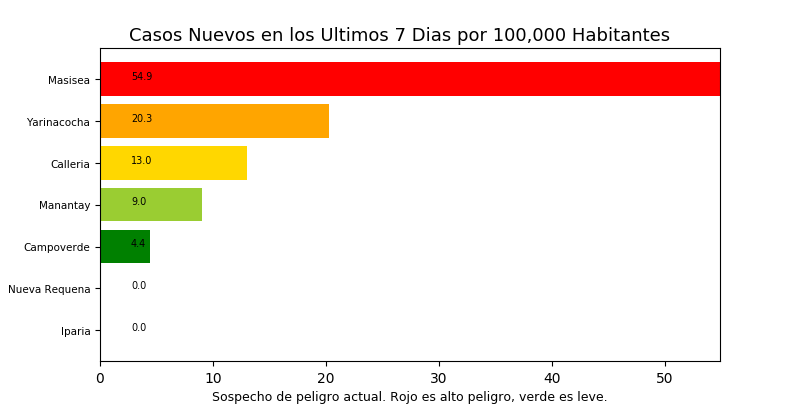 Casos Nuevos en los Ultimos 7 Dias por 100,000 Habitantes
Masisea 54.9
Yarinacocha 20.3
Calleria 13.0
Manantay 9.0
Campoverde 4.4
Nueva Requena 0.0
Iparia 0.0
0 10 20 30 40 50
Sospecho de peligro actual. Rojo es alto peligro, verde es leve.